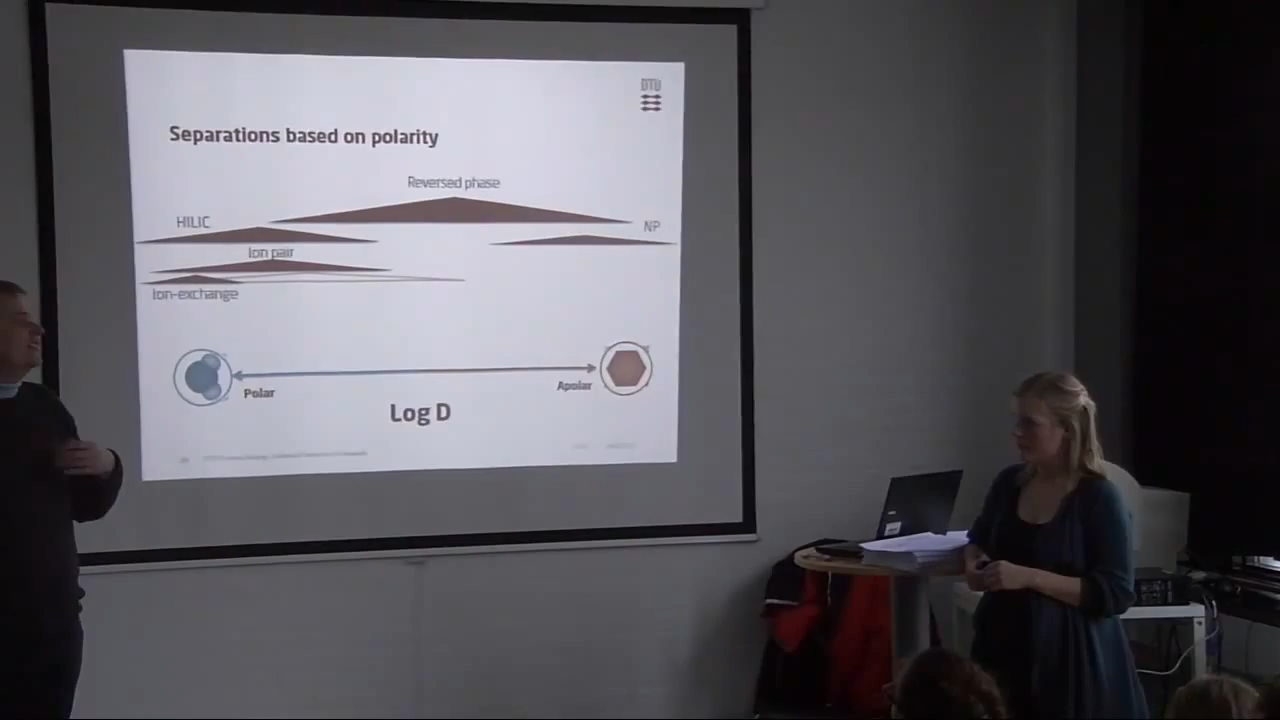 DTU
Separations based on polarity
Reversed phase
HILIC
NP
Ion pair
Ion-exchange
Polar
Apolar
Log D